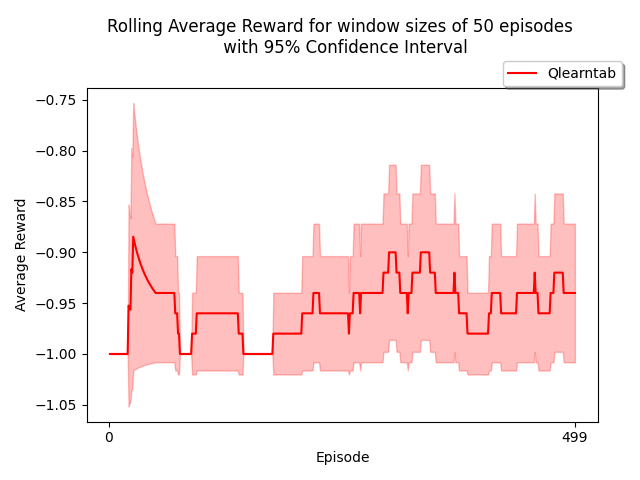 Rolling Average Reward for window sizes of 50 episodes
with 95% Confidence Interval
Qlearntab
−0.75
−0.80
−0.85
−0.90
−0.95
−1.00
−1.05
Average Reward
0
499
Episode